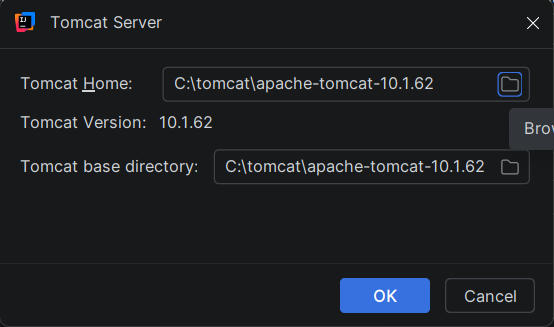 Tomcat Server
Tomcat Home: C:\tomcat\apache-tomcat-10.1.62
Tomcat Version: 10.1.62
Tomcat base directory: C:\tomcat\apache-tomcat-10.1.62
OK Cancel